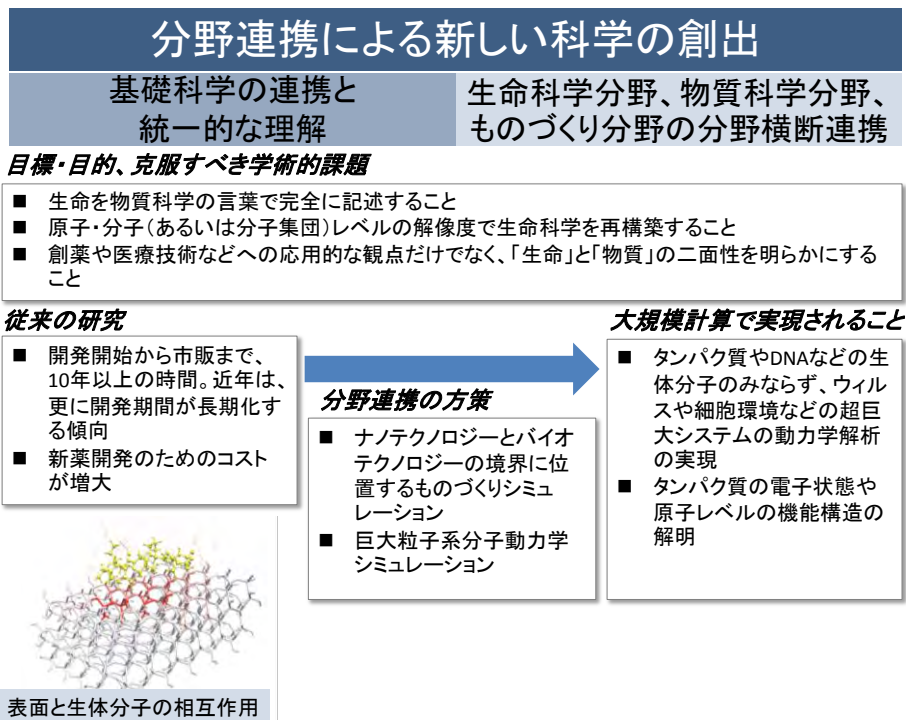 分野連携による新しい科学の創出
基礎科学の連携と
統一的な理解
生命科学分野、物質科学分野、
ものづくり分野の分野横断連携
目標・目的、克服すべき学術的課題
■ 生命を物質科学の言葉で完全に記述すること
■ 原子・分子(あるいは分子集団)レベルの解像度で生命科学を再構築すること
■ 創薬や医療技術などへの応用的な観点だけでなく、「生命」と「物質」の二面性を明らかにする
こと
従来の研究
■ 開発開始から市販まで、
10年以上の時間。近年は、
更に開発期間が長期化す
る傾向
■ 新薬開発のためのコスト
が増大
分野連携の方策
■ ナノテクノロジーとバイオ
テクノロジーの境界に位
置するものづくりシミュ
レーション
■ 巨大粒子系分子動力学
シミュレーション
大規模計算で実現されること
■ タンパク質やDNAなどの生
体分子のみならず、ウィル
スや細胞環境などの超巨
大システムの動力学解析
の実現
■ タンパク質の電子状態や
原子レベルの機能構造の
解明
表面と生体分子の相互作用